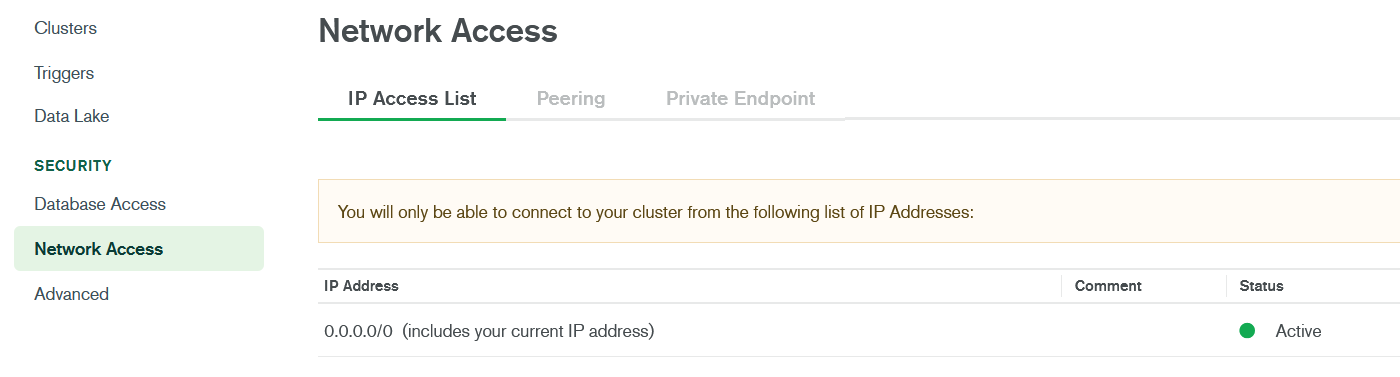 Clusters
Triggers
Data Lake
SECURITY
Database Access
Network Access
Advanced
Network Access
IP Access List Peering Private Endpoint
You will only be able to connect to your cluster from the following list of IP Addresses:
IP Address Comment Status
0.0.0.0/0 (includes your current IP address) Active